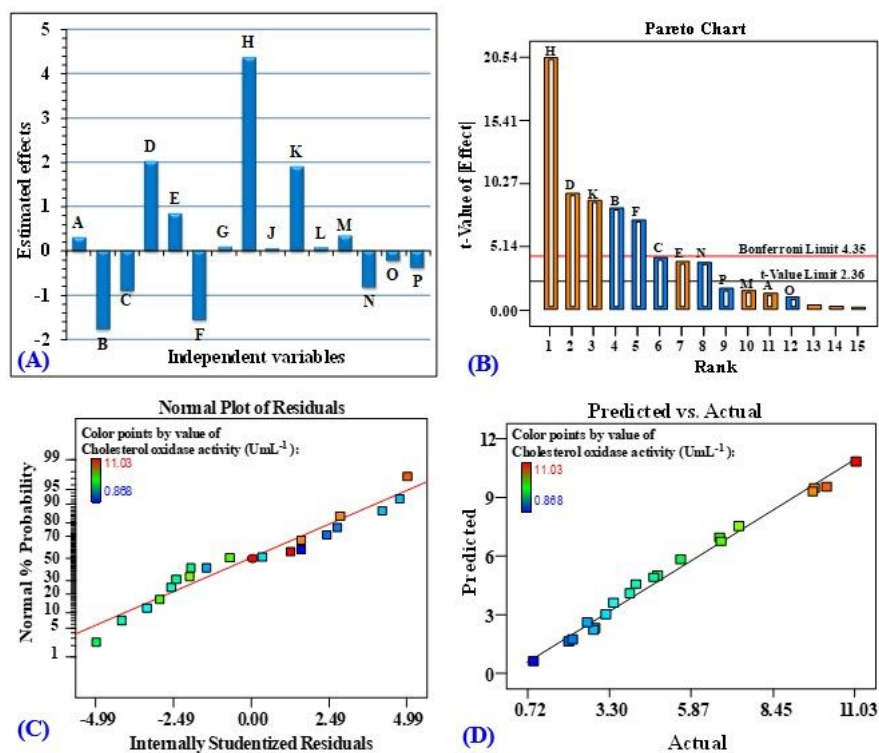 5
4
3
2
1
0
-1
-2
Estimated effects
A
B
C
D
E
F
G
H
J
K
L
M
N
O
P
Independent variables
(A)
Pareto Chart
20.54
15.41
10.27
5.14
0.00
t-Value of |Effect|
H
D
K
B
F
C
E
N
P
M
A
O
Bonferroni Limit 4.35
t-Value Limit 2.36
1 2 3 4 5 6 7 8 9 10 11 12 13 14 15
Rank
(B)
Normal Plot of Residuals
Color points by value of
Cholesterol oxidase activity (UmL⁻¹):
11.03
0.868
99
95
90
80
70
50
30
20
10
5
1
Normal % Probability
-4.99 -2.49 0.00 2.49 4.99
Internally Studentized Residuals
(C)
Predicted vs. Actual
Color points by value of
Cholesterol oxidase activity (UmL⁻¹):
11.03
0.868
12
9
6
3
0
Predicted
0.72 3.30 5.87 8.45 11.03
Actual
(D)